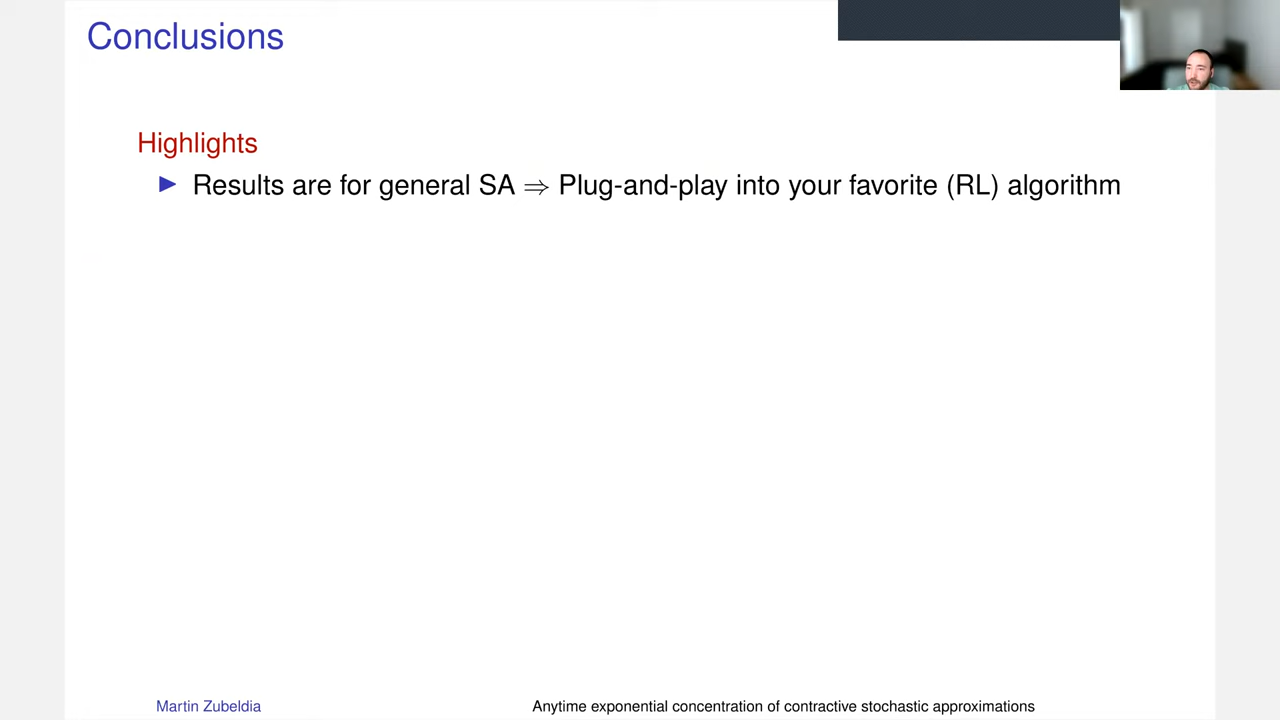 Conclusions
Highlights
▶ Results are for general SA ⇒ Plug-and-play into your favorite (RL) algorithm
Martin Zubeldia
Anytime exponential concentration of contractive stochastic approximations